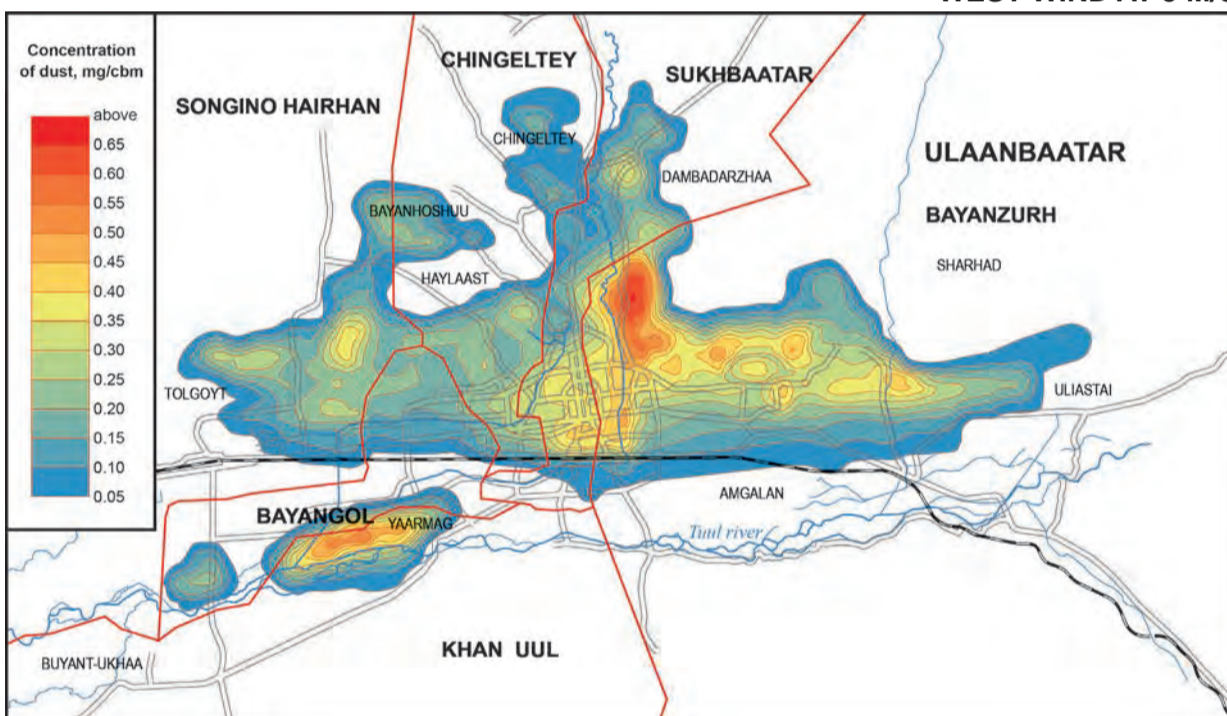 Concentration
of dust, mg/cbm
above
0.65
0.60
0.55
0.50
0.45
0.40
0.35
0.30
0.25
0.20
0.15
0.10
0.05
CHINGELTEY
SUKHBAATAR
SONGINO HAIRHAN
CHINGELTEY
ULAANBAATAR
DAMBADARZHAA
BAYANHOSHUU
BAYANZURH
SHARHAD
HAYLAAST
TOLGOYT
ULIASTAI
AMGALAN
BAYANGOL
YAARMAG
Tuul river
KHAN UUL
BUYANT-UKHAA